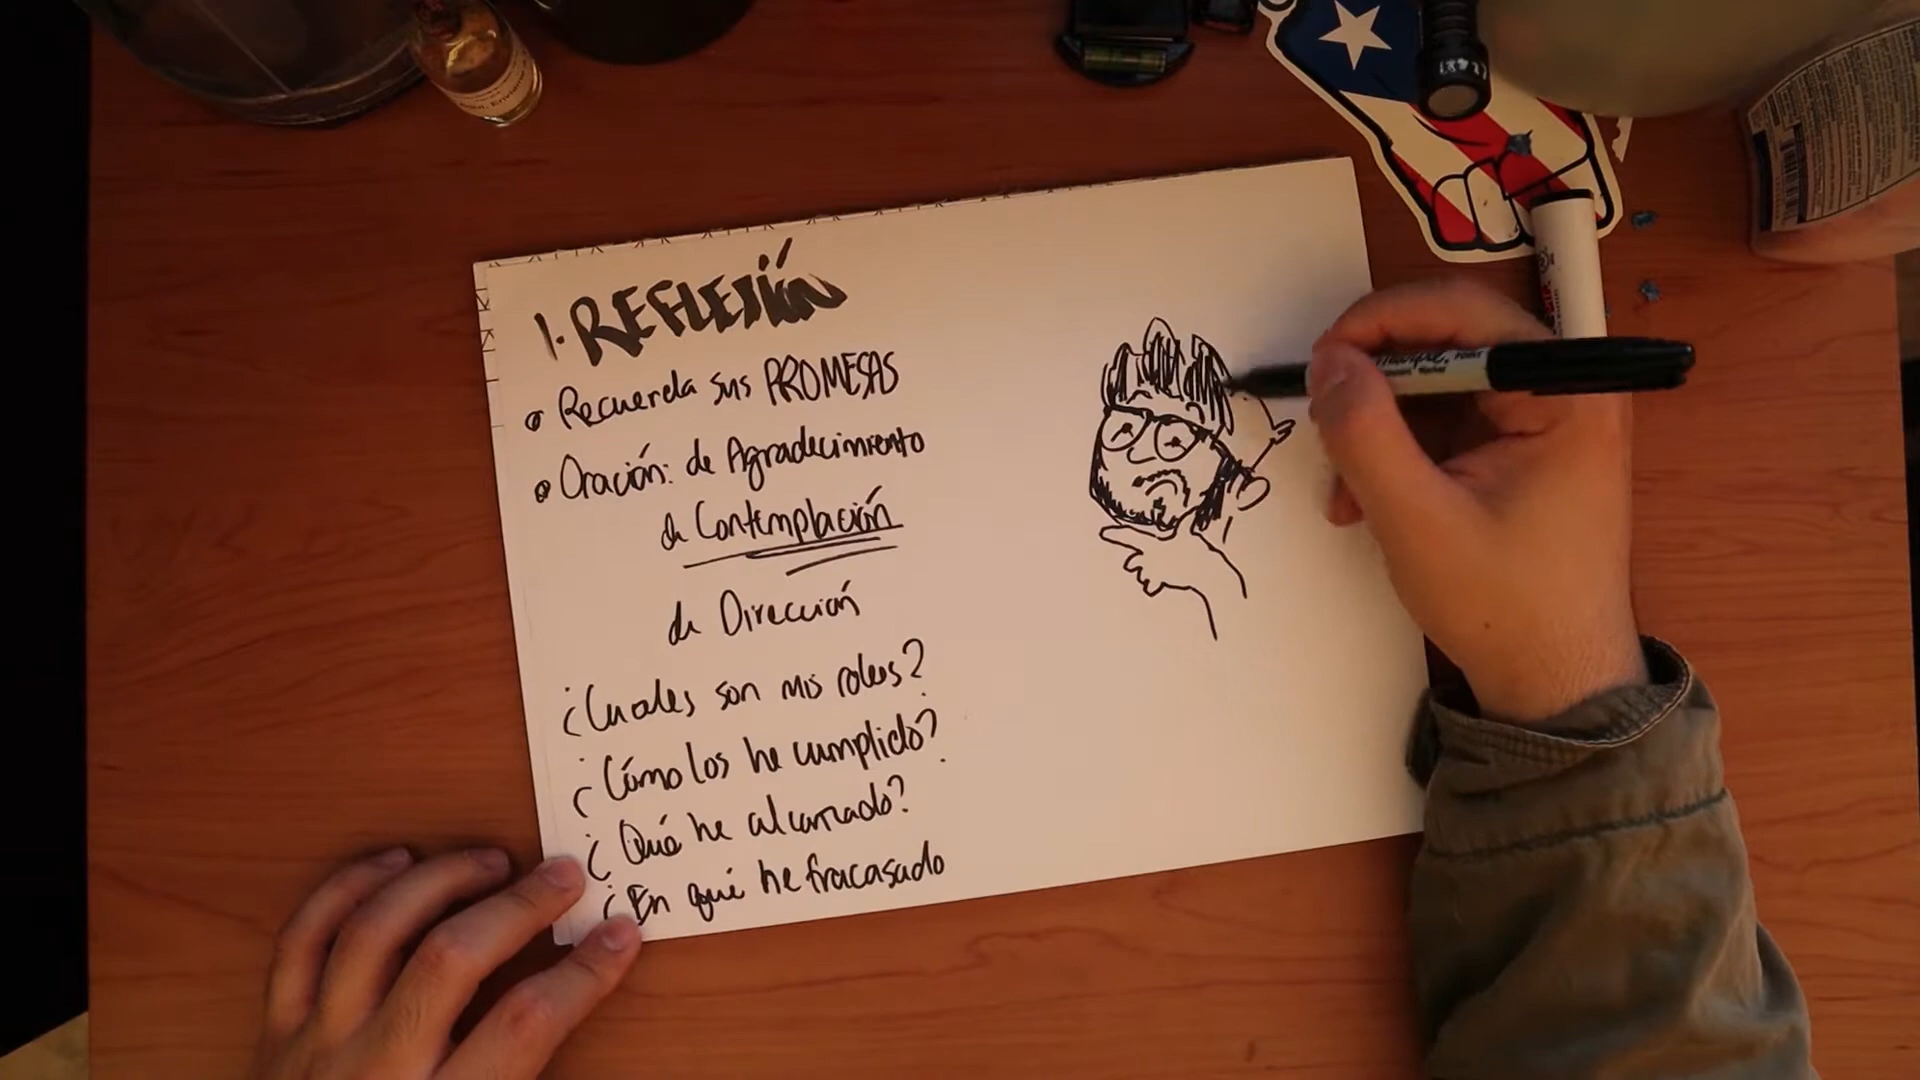 1. REFLEXIÓN
Recuerda sus PROMESAS
Oración: de Agradecimiento
de Contemplación
de Dirección
¿Cuales son mis roles?
¿Cómo los he cumplido?
¿Qué he alcanzado?
¿En qué he fracasado